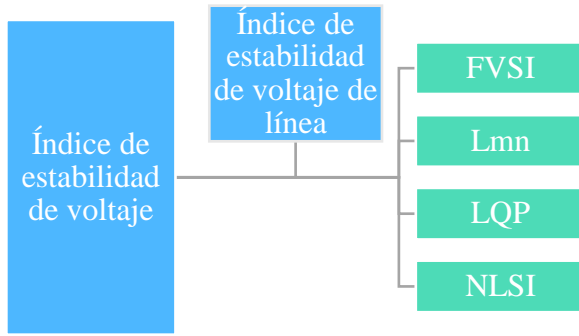 Índice de
estabilidad
de voltaje
Índice de
estabilidad
de voltaje de
línea
FVSI
Lmn
LQP
NLSI